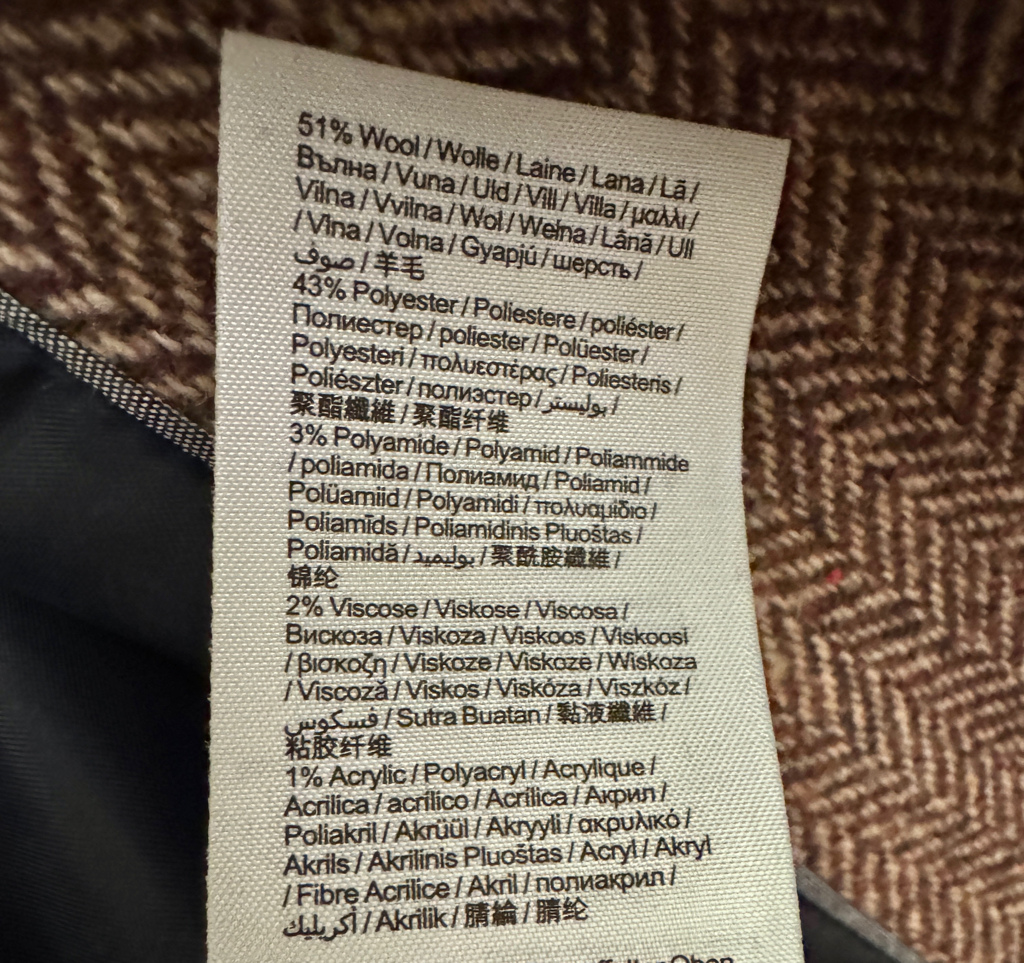 51% Wool / Wolle / Laine / Lana / Lã /
Вълна / Vuna / Uld / Vill / Villa / μαλλι /
Vilna / Vvilna / Wol / Wełna / Lână / Ull
/ Vlna / Volna / Gyapjú / шерсть /
صوف / 羊毛
43% Polyester / Poliestere / poliéster /
Полиестер / poliester / Polüester /
Polyesteri / πολυεστέρας / Poliesteris /
Poliészter / полиэстер / بوليستر /
聚酯纖維 / 聚酯纤维
3% Polyamide / Polyamid / Poliammide
/ poliamida / Полиамид / Poliamid /
Polüamiid / Polyamidi / πολυαμίδιο /
Poliamīds / Poliamidinis Pluoštas /
Poliamidă / بوليميد / 聚酰胺纖維 /
锦纶
2% Viscose / Viskose / Viscosa /
Вискоза / Viskoza / Viskoos / Viskoosi
/ βισκοζη / Viskoze / Viskozė / Wiskoza
/ Viscoză / Viskos / Viskóza / Viszkóz /
فسكوس / Sutra Buatan / 黏液纖維 /
粘胶纤维
1% Acrylic / Polyacryl / Acrylique /
Acrilica / acrílico / Acrílica / Акрил /
Poliakril / Akrüül / Akryyli / ακρυλικό /
Akrils / Akrilinis Pluoštas / Acryl / Akryl
/ Fibre Acrilice / Akril / полиакрил /
أكريليك / Akrilik / 腈綸 / 腈纶